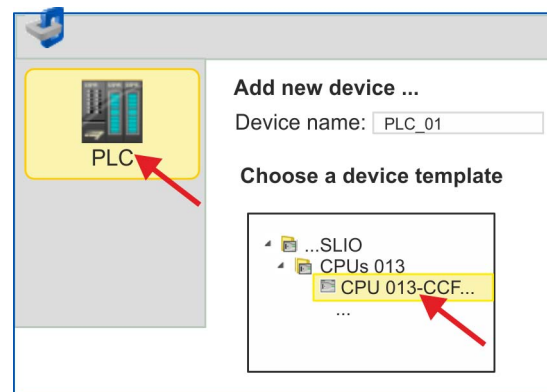 PLC
Add new device ...
Device name: PLC_01
Choose a device template
...SLIO
CPUs 013
CPU 013-CCF...
...